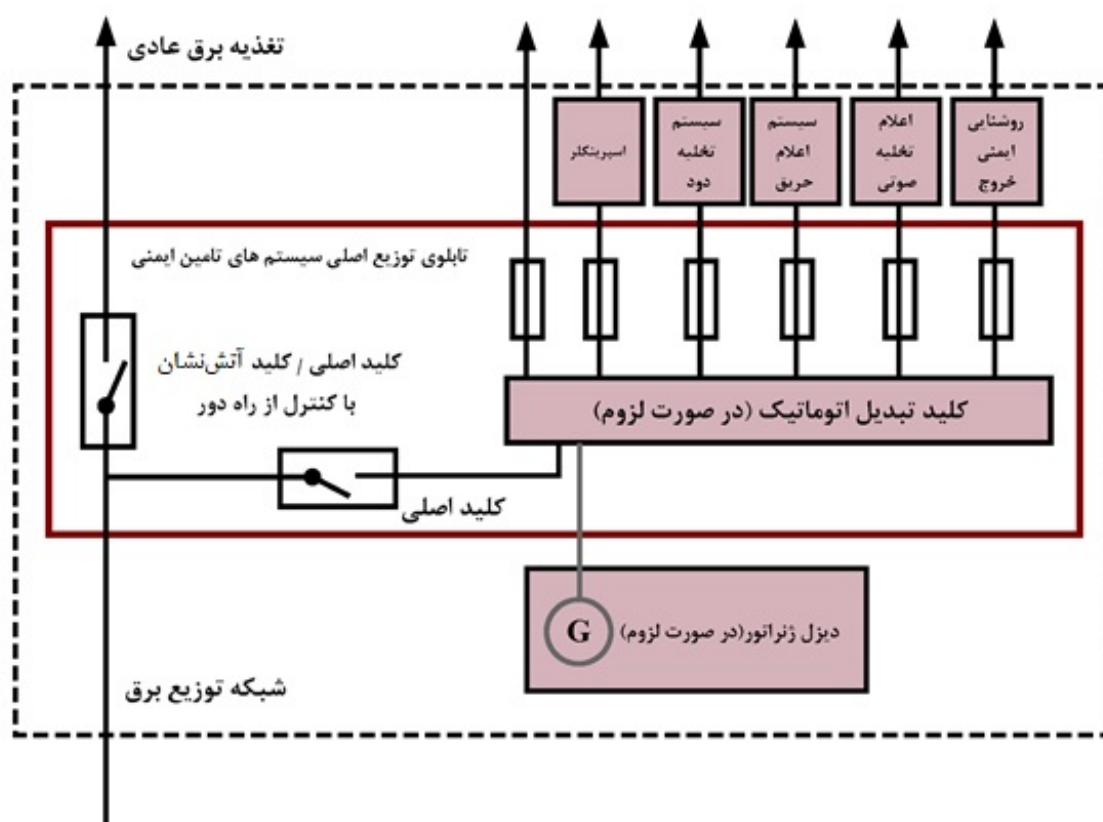 تغذیه برق عادی
اسپرینکلر
سیستم
تخلیه
دود
سیستم
اعلام
حریق
اعلام
تخلیه
صوتی
روشنایی
ایمنی
خروج
تابلوی توزیع اصلی سیستم های تامین ایمنی
کلید اصلی / کلید آتش‌نشان
با کنترل از راه دور
کلید تبدیل اتوماتیک (در صورت لزوم)
کلید اصلی
دیزل ژنراتور(در صورت لزوم)
G
شبکه توزیع برق